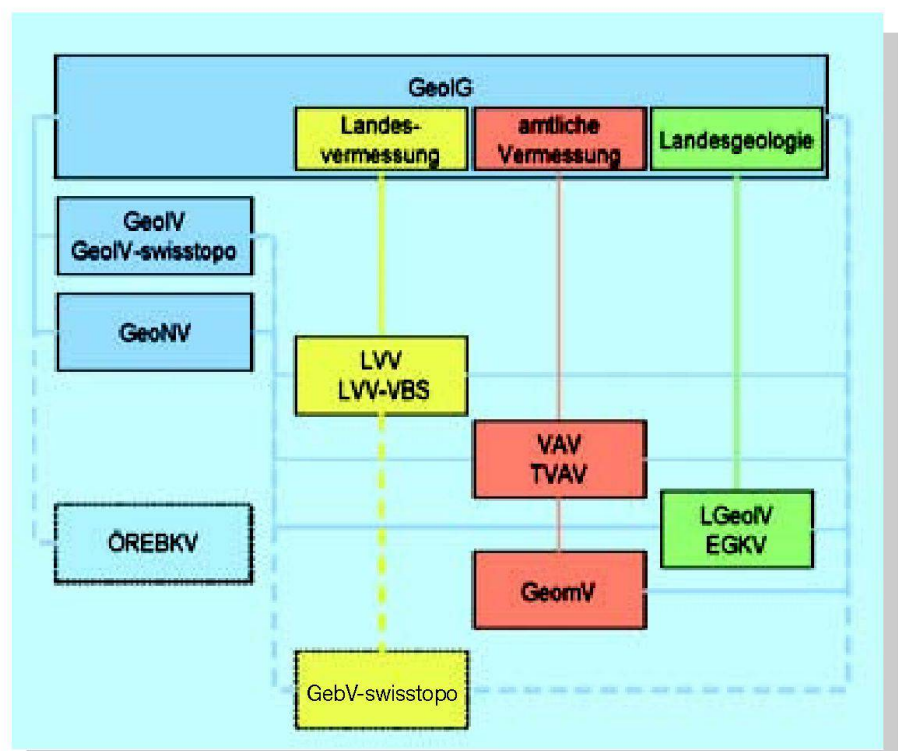 GeoIG
Landes-
vermessung
amtliche
Vermessung
Landesgeologie
GeoIV
GeoIV-swisstopo
GeoNV
LVV
LVV-VBS
VAV
TVAV
LGeoIV
EGKV
ÖREBKV
GeomV
GebV-swisstopo